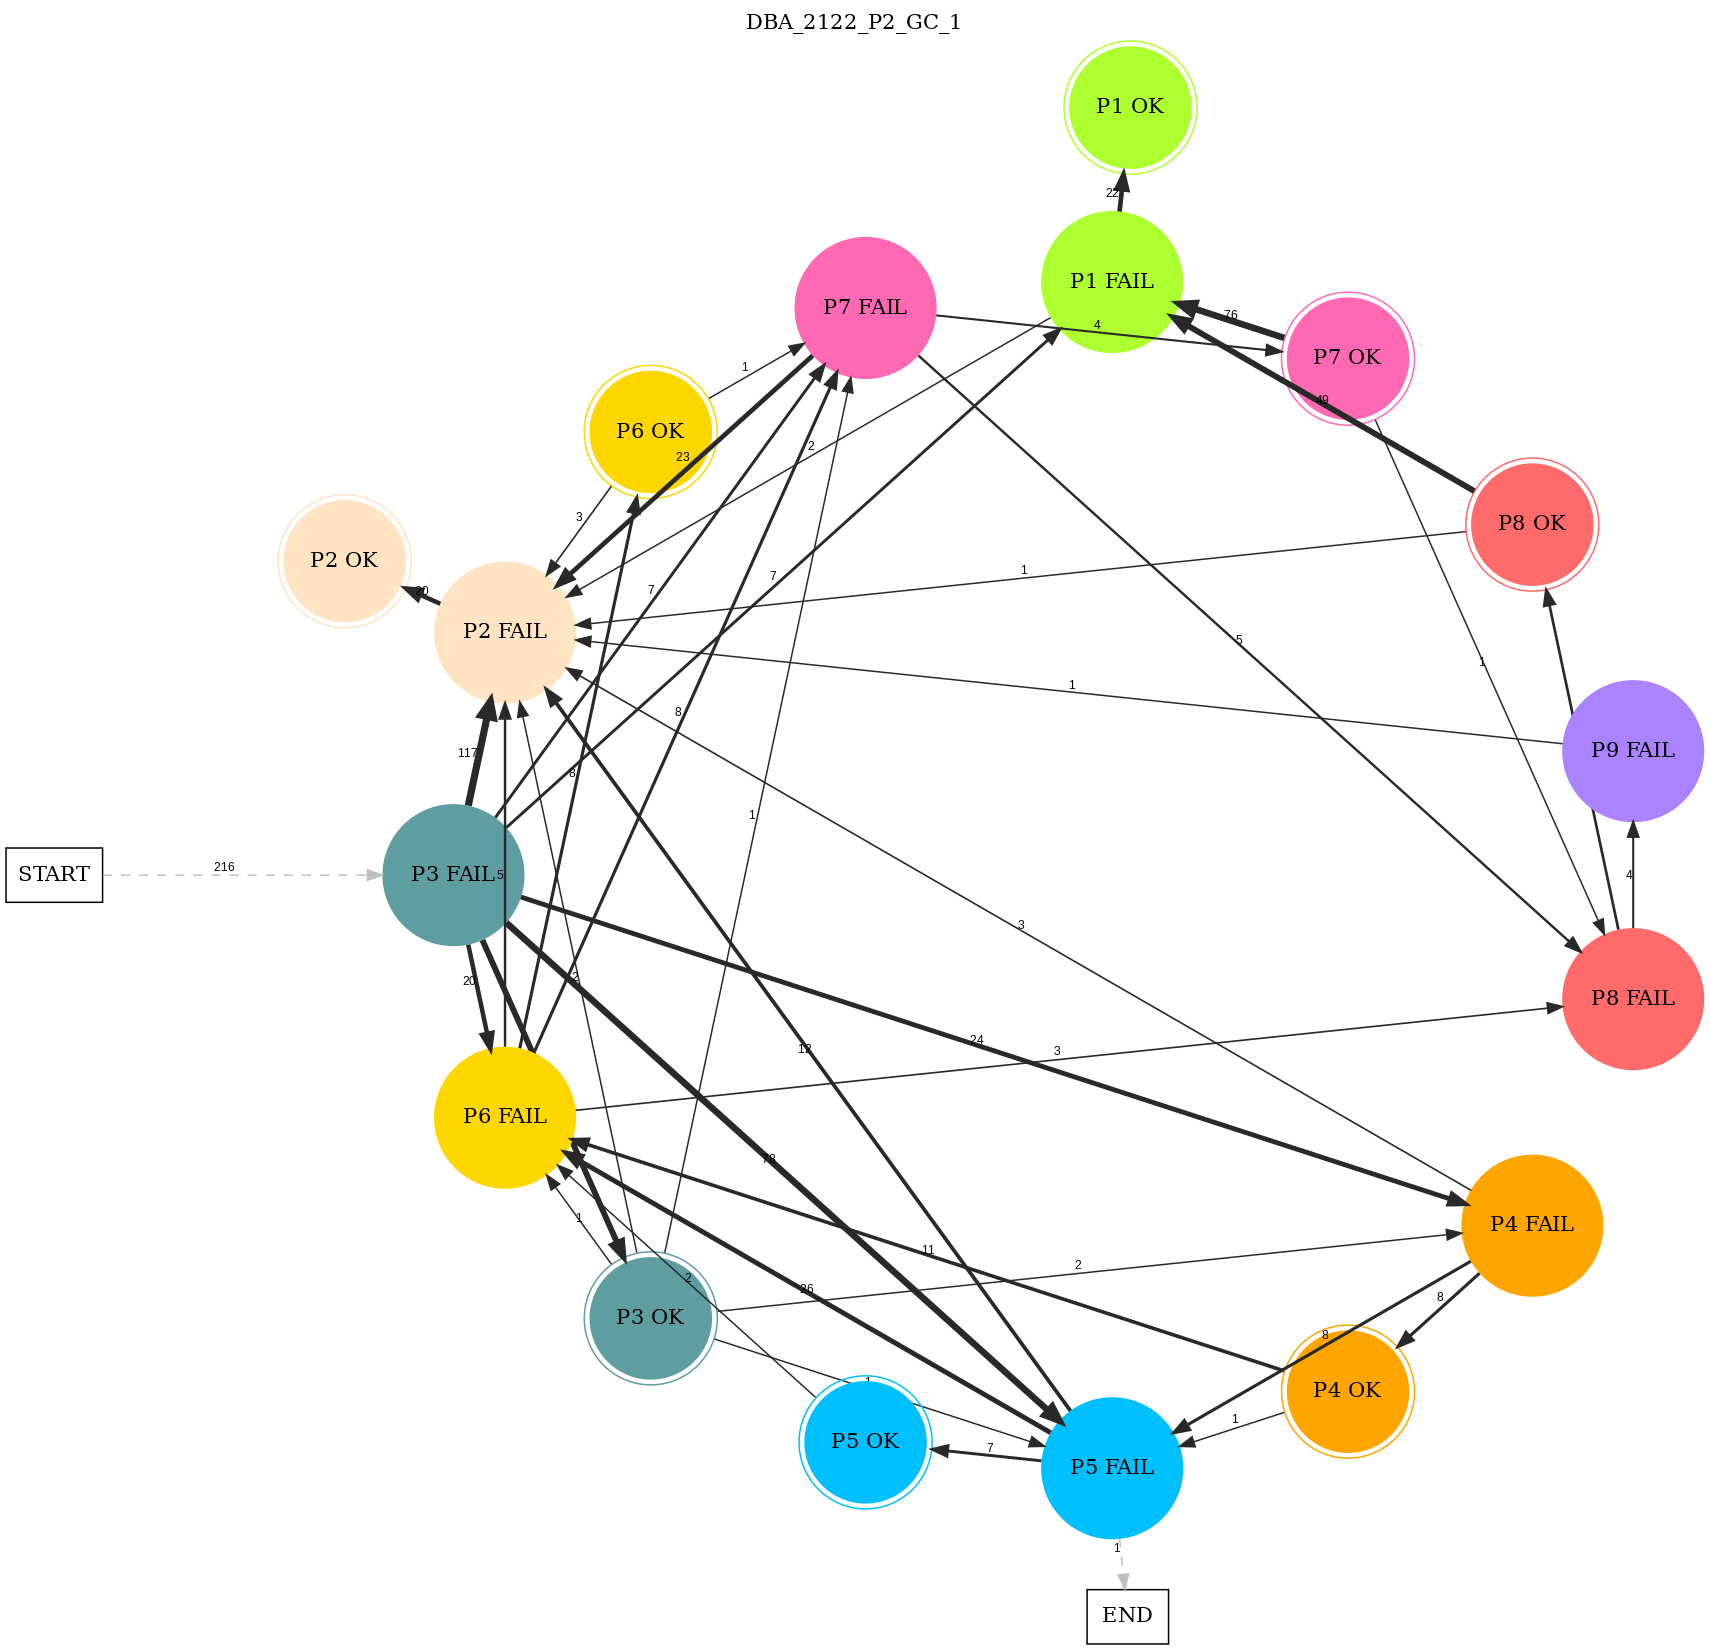 DBA_2122_P2_GC_1
P1 OK
22
P1 FAIL
P7 FAIL
76
4
P7 OK
1
49
P6 OK
2
23
3
P8 OK
P2 OK
1
7
7
20
P2 FAIL
5
1
1
8
117
8
P9 FAIL
1
START
216
P3 FAIL
5
4
3
20
2
P8 FAIL
24
12
3
P6 FAIL
78
1
P4 FAIL
11
2
2
26
8
P3 OK
8
P4 OK
1
1
P5 OK
7
P5 FAIL
1
END